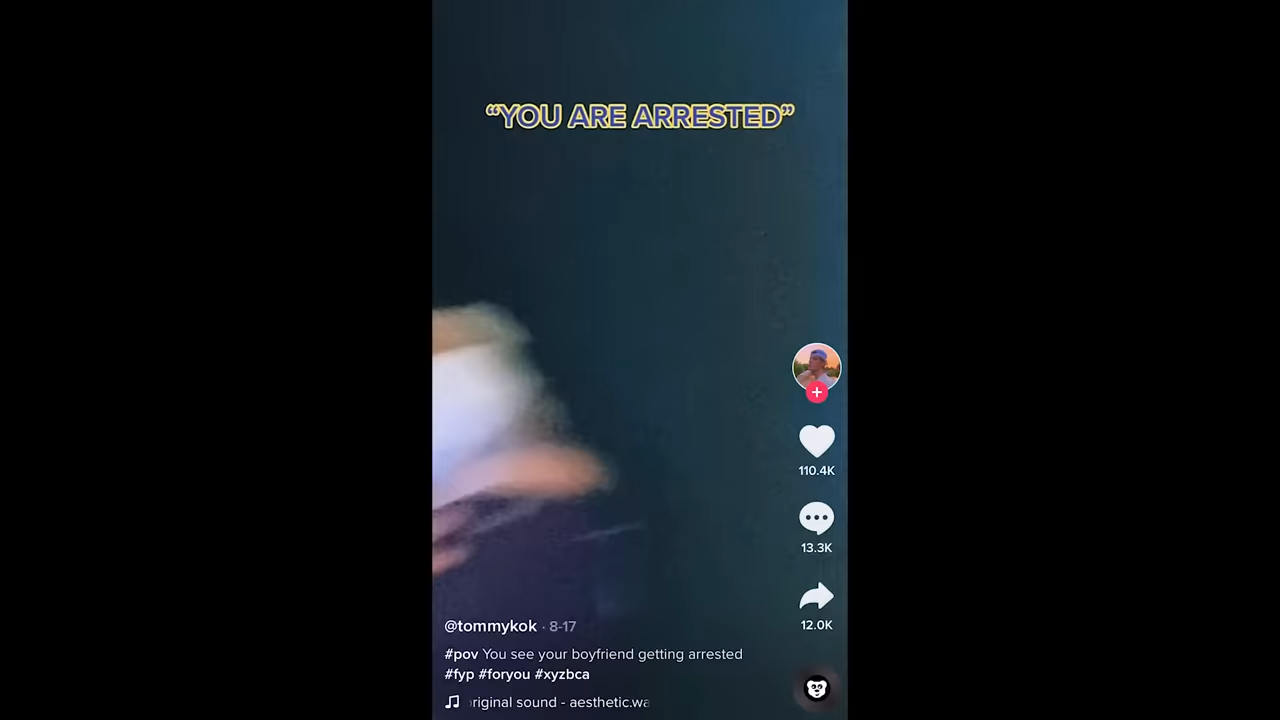 “YOU ARE ARRESTED”
110.4K
13.3K
12.0K
@tommykok · 8-17
#pov You see your boyfriend getting arrested
#fyp #foryou #xyzbca
riginal sound - aesthetic.wa